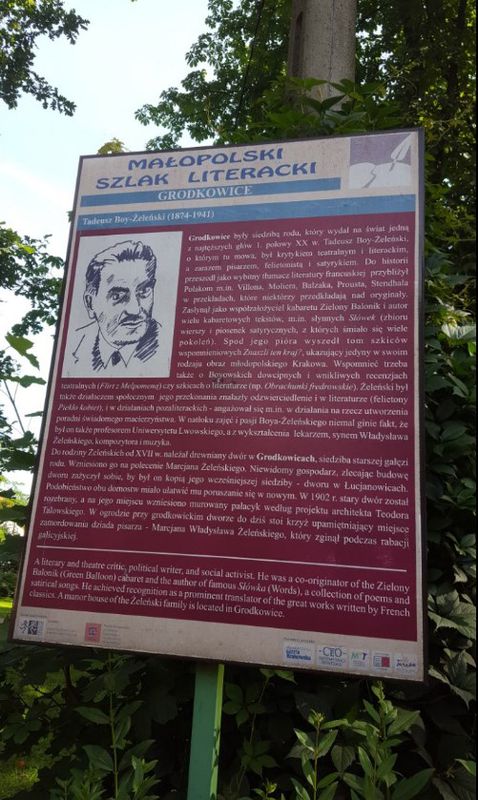 MAŁOPOLSKI
SZLAK LITERACKI
GRODKOWICE
Tadeusz Boy-Żeleński (1874-1941)
Grodkowice były siedzibą rodu, który wydał na świat jedną
z najtęższych głów 1. połowy XX w. Tadeusz Boy-Żeleński,
o którym tu mowa, był krytykiem teatralnym i literackim,
a zarazem pisarzem, felietonistą i satyrykiem. Do historii
przeszedł jako wybitny tłumacz literatury francuskiej przybliżył
Polakom m.in. Villona, Moliera, Balzaka, Prousta, Stendhala
w przekładach, które niektórzy przedkładają nad oryginały.
Zasłynął jako współzałożyciel kabaretu Zielony Balonik i autor
wielu kabaretowych tekstów, m.in. słynnych Słówek (zbioru
wierszy i piosenek satyrycznych, z których śmiało się wiele
pokoleń). Spod jego pióra wyszedł tom szkiców
wspomnieniowych Znaszli ten kraj?, ukazujący jedyny w swoim
rodzaju obraz młodopolskiego Krakowa. Wspomnieć trzeba
także o Boyowskich dowcipnych i wnikliwych recenzjach
teatralnych (Flirt z Melpomeną) czy szkicach o literaturze (np. Obrachunki fredrowskie). Żeleński był
także działaczem społecznym jego przekonania znalazły odzwierciedlenie i w literaturze (felietony
Piekło kobiet), i w działaniach pozaliterackich - angażował się m.in. w działania na rzecz utworzenia
poradni świadomego macierzyństwa. W natłoku zajęć i pasji Boya-Żeleńskiego niemal ginie fakt, że
był on także profesorem Uniwersytetu Lwowskiego, a z wykształcenia lekarzem, synem Władysława
Żeleńskiego, kompozytora i muzyka.
Do rodziny Żeleńskich od XVII w. należał drewniany dwór w Grodkowicach, siedziba starszej gałęzi
rodu. Wzniesiono go na polecenie Marcjana Żeleńskiego. Niewidomy gospodarz, zlecając budowę
dworu zażyczył sobie, by był on kopią jego wcześniejszej siedziby - dworu w Łucjanowicach.
Podobieństwo obu domostw miało ułatwić mu poruszanie się w nowym. W 1902 r. stary dwór został
rozebrany, a na jego miejscu wzniesiono murowany pałacyk według projektu architekta Teodora
Talowskiego. W ogrodzie przy grodkowickim dworze do dziś stoi krzyż upamiętniający miejsce
zamordowania dziada pisarza - Marcjana Władysława Żeleńskiego, który zginął podczas rabacji
galicyjskiej.
A literary and theatre critic, political writer, and social activist. He was a co-originator of the Zielony
Balonik (Green Balloon) cabaret and the author of famous Słówka (Words), a collection of poems and
satirical songs. He achieved recognition as a prominent translator of the great works written by French
classics. A manor house of the Żeleński family is located in Grodkowice.
CEO